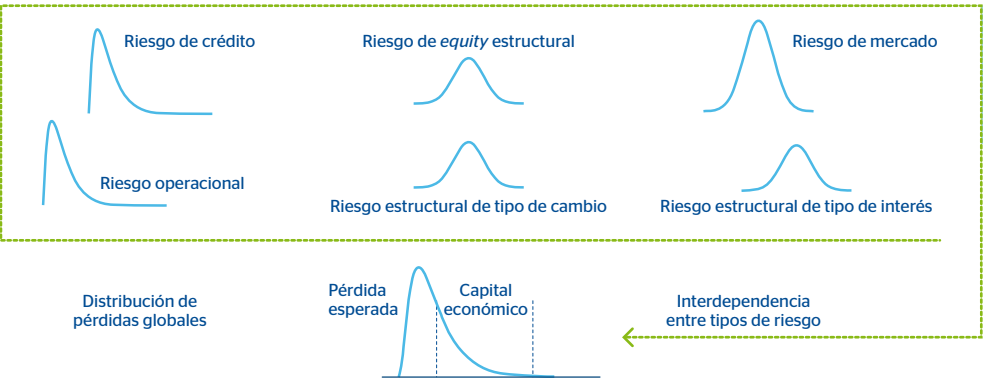 Riesgo de crédito
Riesgo de equity estructural
Riesgo de mercado
Riesgo operacional
Riesgo estructural de tipo de cambio
Riesgo estructural de tipo de interés
Distribución de
pérdidas globales
Pérdida
esperada
Capital
económico
Interdependencia
entre tipos de riesgo